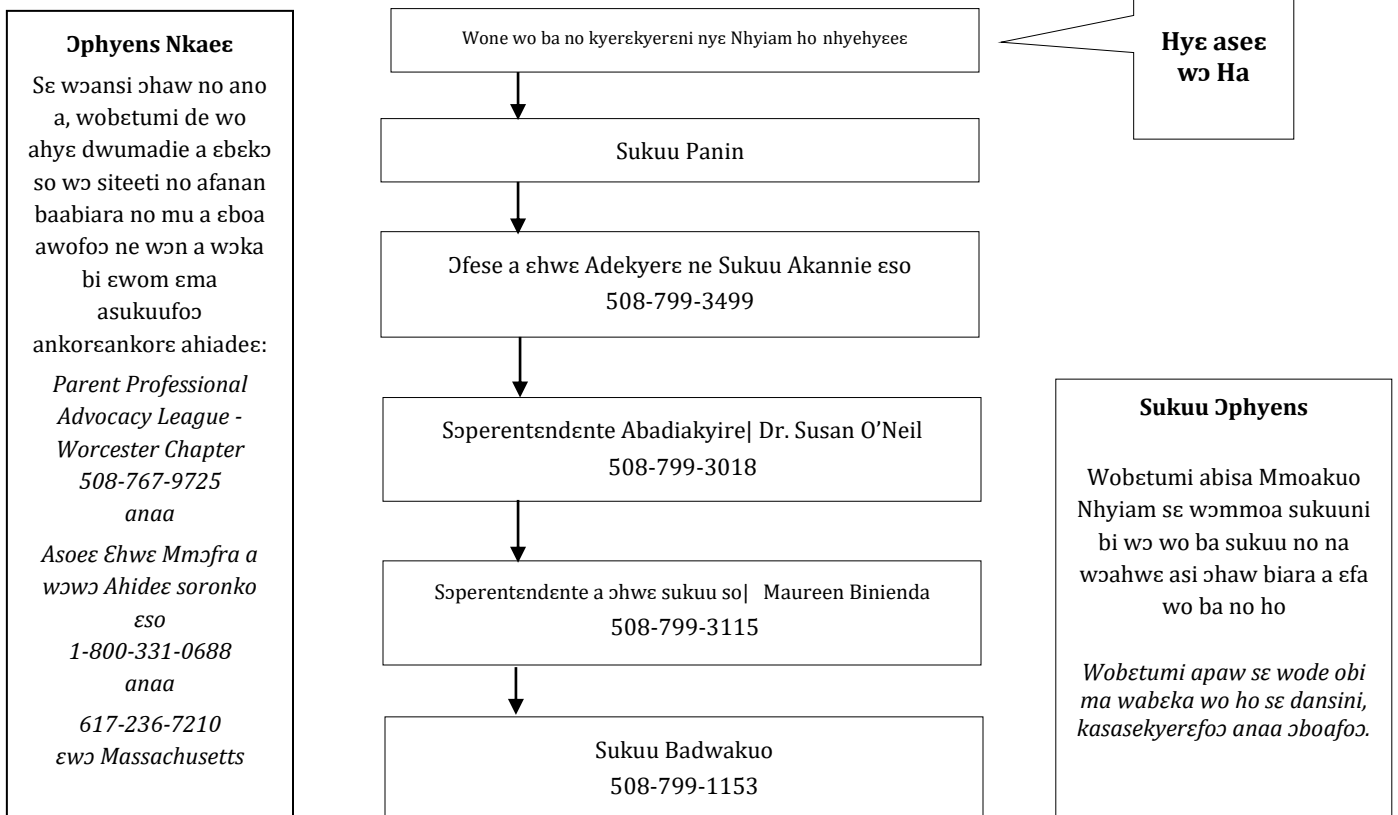 Ɔphyens Nkaeɛ
Sɛ wɔansi ɔhaw no ano
a, wobɛtumi de wo
ahyɛ dwumadie a ɛbɛkɔ
so wɔ siteeti no afanan
baabiara no mu a ɛboa
awofoɔ ne wɔn a wɔka
bi ɛwom ɛma
asukuufoɔ
ankorɛankorɛ ahiadeɛ:
Parent Professional
Advocacy League -
Worcester Chapter
508-767-9725
anaa
Asoeɛ Ɛhwɛ Mmɔfra a
wɔwɔ Ahideɛ soronko
ɛso
1-800-331-0688
anaa
617-236-7210
ɛwɔ Massachusetts
Wone wo ba no kyerɛkyerɛni nyɛ Nhyiam ho nhyehyɛeɛ
Hyɛ aseɛ
wɔ Ha
Sukuu Panin
Ɔfese a ɛhwɛ Adekyerɛ ne Sukuu Akannie ɛso
508-799-3499
Sɔperentɛndɛnte Abadiakyire| Dr. Susan O’Neil
508-799-3018
Sɔperentɛndɛnte a ɔhwɛ sukuu so| Maureen Binienda
508-799-3115
Sukuu Badwakuo
508-799-1153
Sukuu Ɔphyens
Wobɛtumi abisa Mmoakuo
Nhyiam sɛ wɔmmoa sukuuni
bi wɔ wo ba sukuu no na
wɔahwɛ asi ɔhaw biara a ɛfa
wo ba no ho
Wobɛtumi apaw sɛ wode obi
ma wabɛka wo ho sɛ dansini,
kasasekyerɛfoɔ anaa ɔboafoɔ.